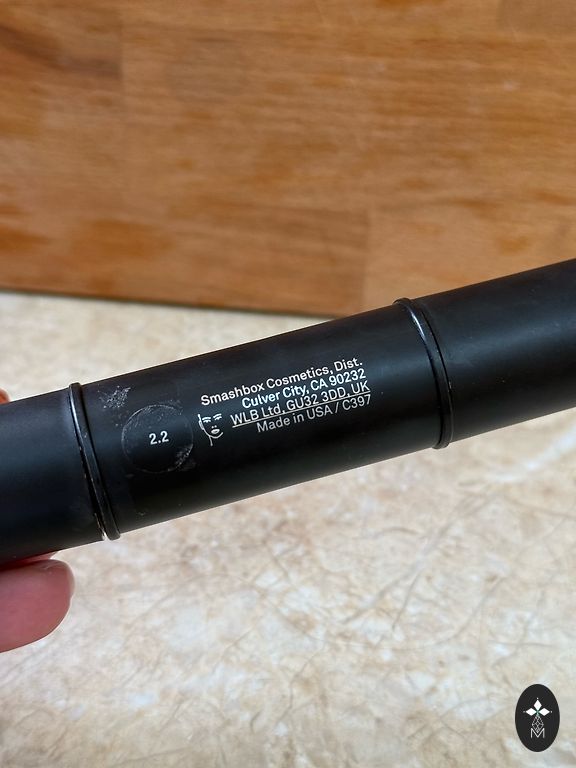 2.2
Smashbox Cosmetics, Dist.
Culver City, CA 90232
WLB Ltd, GU32 3DD, UK
Made in USA / C397
M